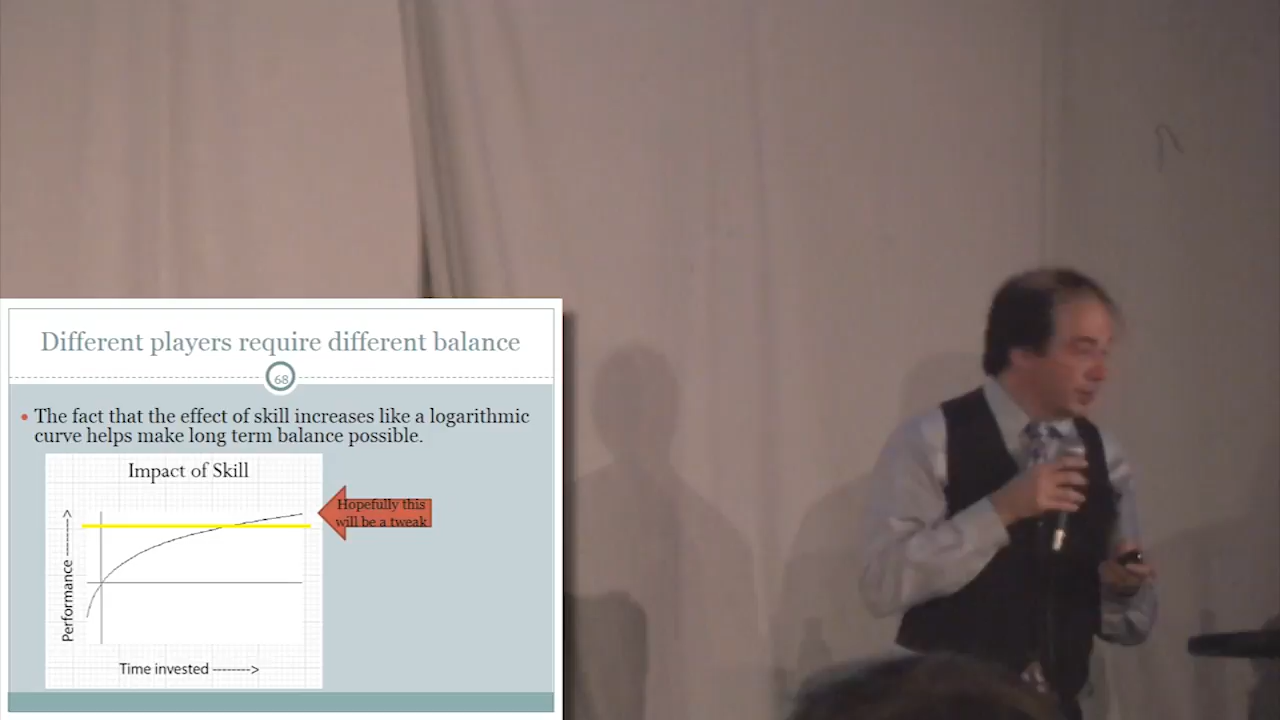 Different players require different balance
68
• The fact that the effect of skill increases like a logarithmic
curve helps make long term balance possible.
Impact of Skill
Hopefully this
will be a tweak
Performance -------->
Time invested -------->